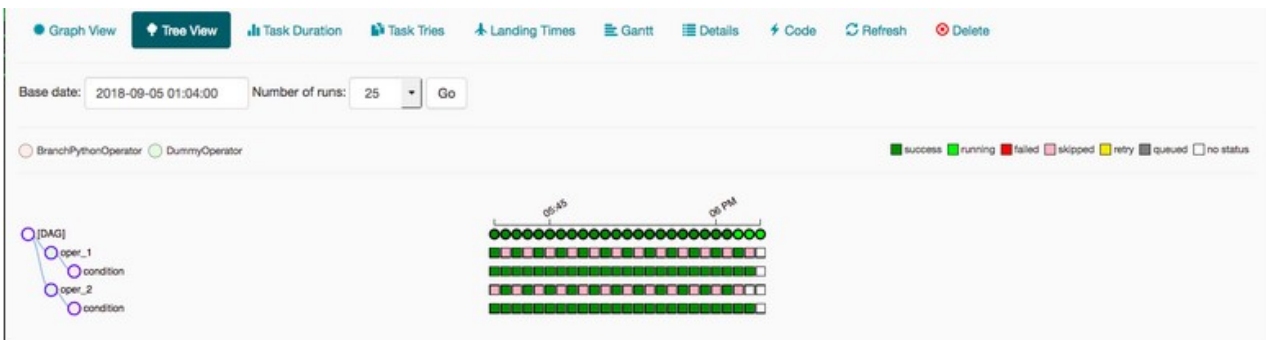 Graph View Tree View Task Duration Task Tries Landing Times Gantt Details Code Refresh Delete
Base date: 2018-09-05 01:04:00 Number of runs: 25 Go
BranchPythonOperator DummyOperator success running failed skipped retry queued no status
05:45 06 PM
[DAG]
oper_1
condition
oper_2
condition